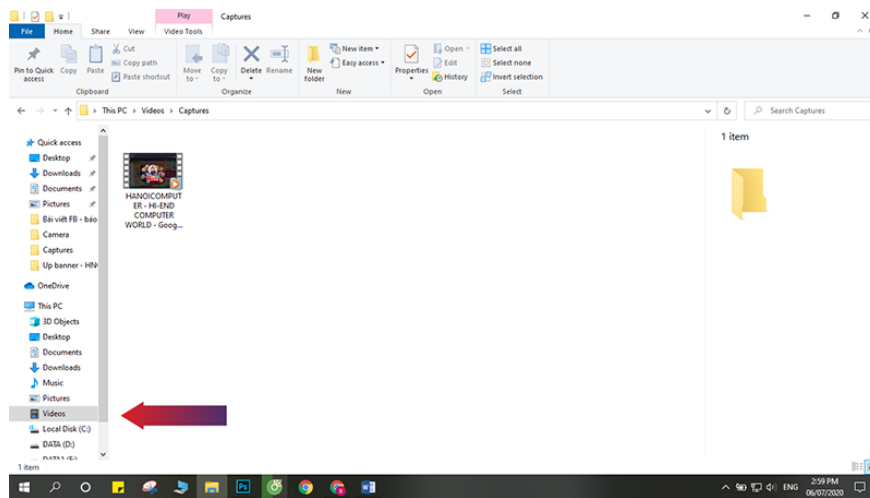 Play
Captures
File
Home
Share
View
Video Tools
Pin to Quick
access
Copy
Paste
Cut
Copy path
Paste shortcut
Clipboard
Move
to
Copy
to
Delete
Rename
Organize
New
folder
New item
Easy access
New
Properties
Open
Edit
History
Open
Select all
Select none
Invert selection
Select
This PC
Videos
Captures
Search Captures
Quick access
Desktop
Downloads
Documents
Pictures
Bài viết FB - báo
Camera
Captures
Up banner - HN
OneDrive
This PC
3D Objects
Desktop
Documents
Downloads
Music
Pictures
Videos
Local Disk (C:)
DATA (D:)
HANOICOMPUT
ER - HI-END
COMPUTER
WORLD - Goog...
1 item
1 item
Ps
ENG
2:59 PM
06/07/2020